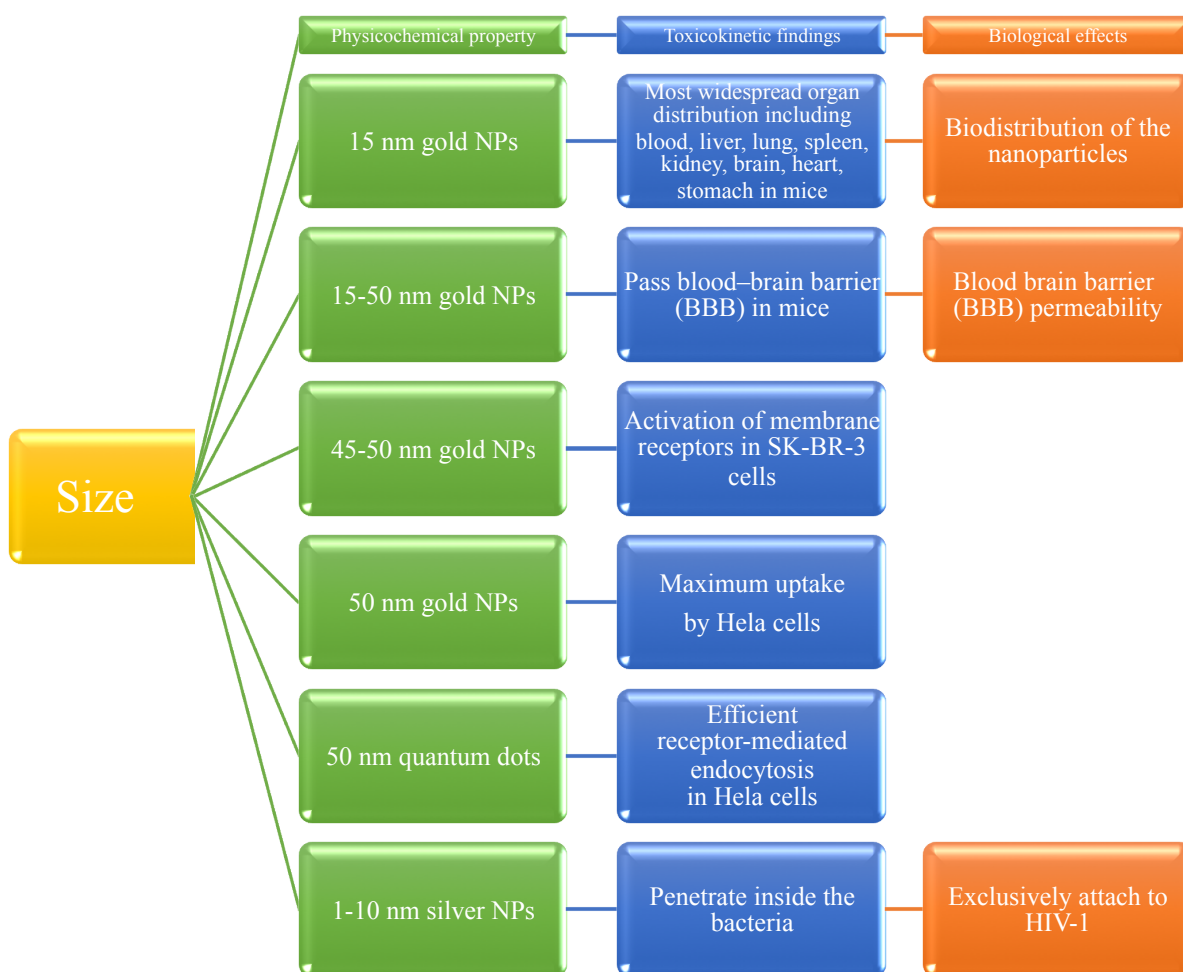 Physicochemical property
Toxicokinetic findings
Biological effects
15 nm gold NPs
Most widespread organ
distribution including
blood, liver, lung, spleen,
kidney, brain, heart,
stomach in mice
Biodistribution of the
nanoparticles
15-50 nm gold NPs
Pass blood–brain barrier
(BBB) in mice
Blood brain barrier
(BBB) permeability
45-50 nm gold NPs
Activation of membrane
receptors in SK-BR-3
cells
Size
50 nm gold NPs
Maximum uptake
by Hela cells
50 nm quantum dots
Efficient
receptor-mediated
endocytosis
in Hela cells
1-10 nm silver NPs
Penetrate inside the
bacteria
Exclusively attach to
HIV-1